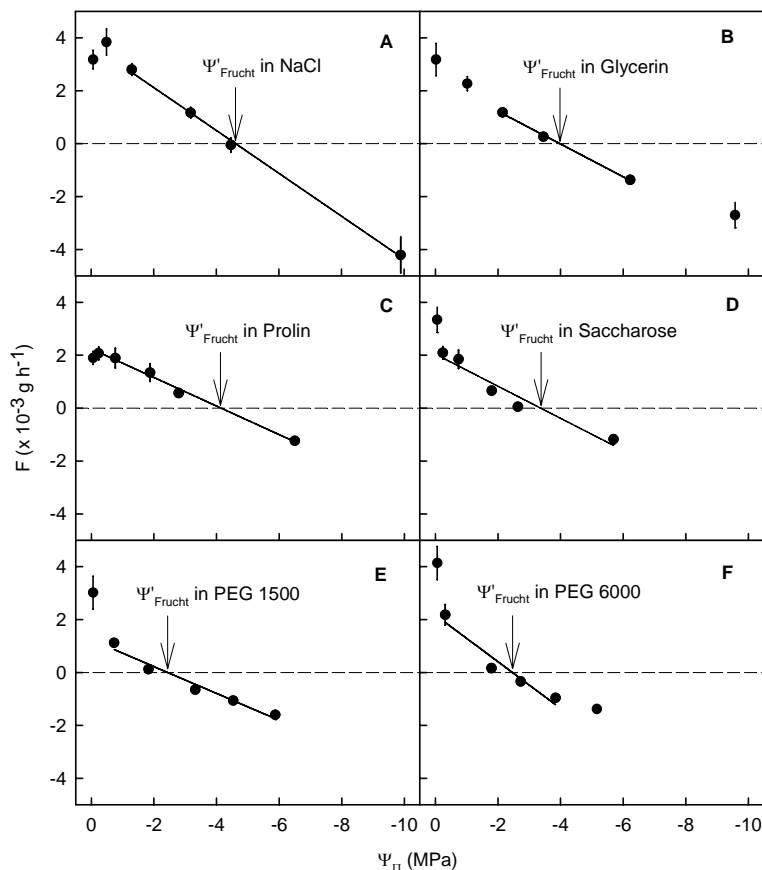 A
Ψ'Frucht in NaCl
4
2
0
-2
-4
B
Ψ'Frucht in Glycerin
C
Ψ'Frucht in Prolin
4
2
0
-2
-4
D
Ψ'Frucht in Saccharose
F (x 10-3 g h-1)
E
Ψ'Frucht in PEG 1500
4
2
0
-2
-4
F
Ψ'Frucht in PEG 6000
0 -2 -4 -6 -8 -10
0 -2 -4 -6 -8 -10
ΨΠ (MPa)